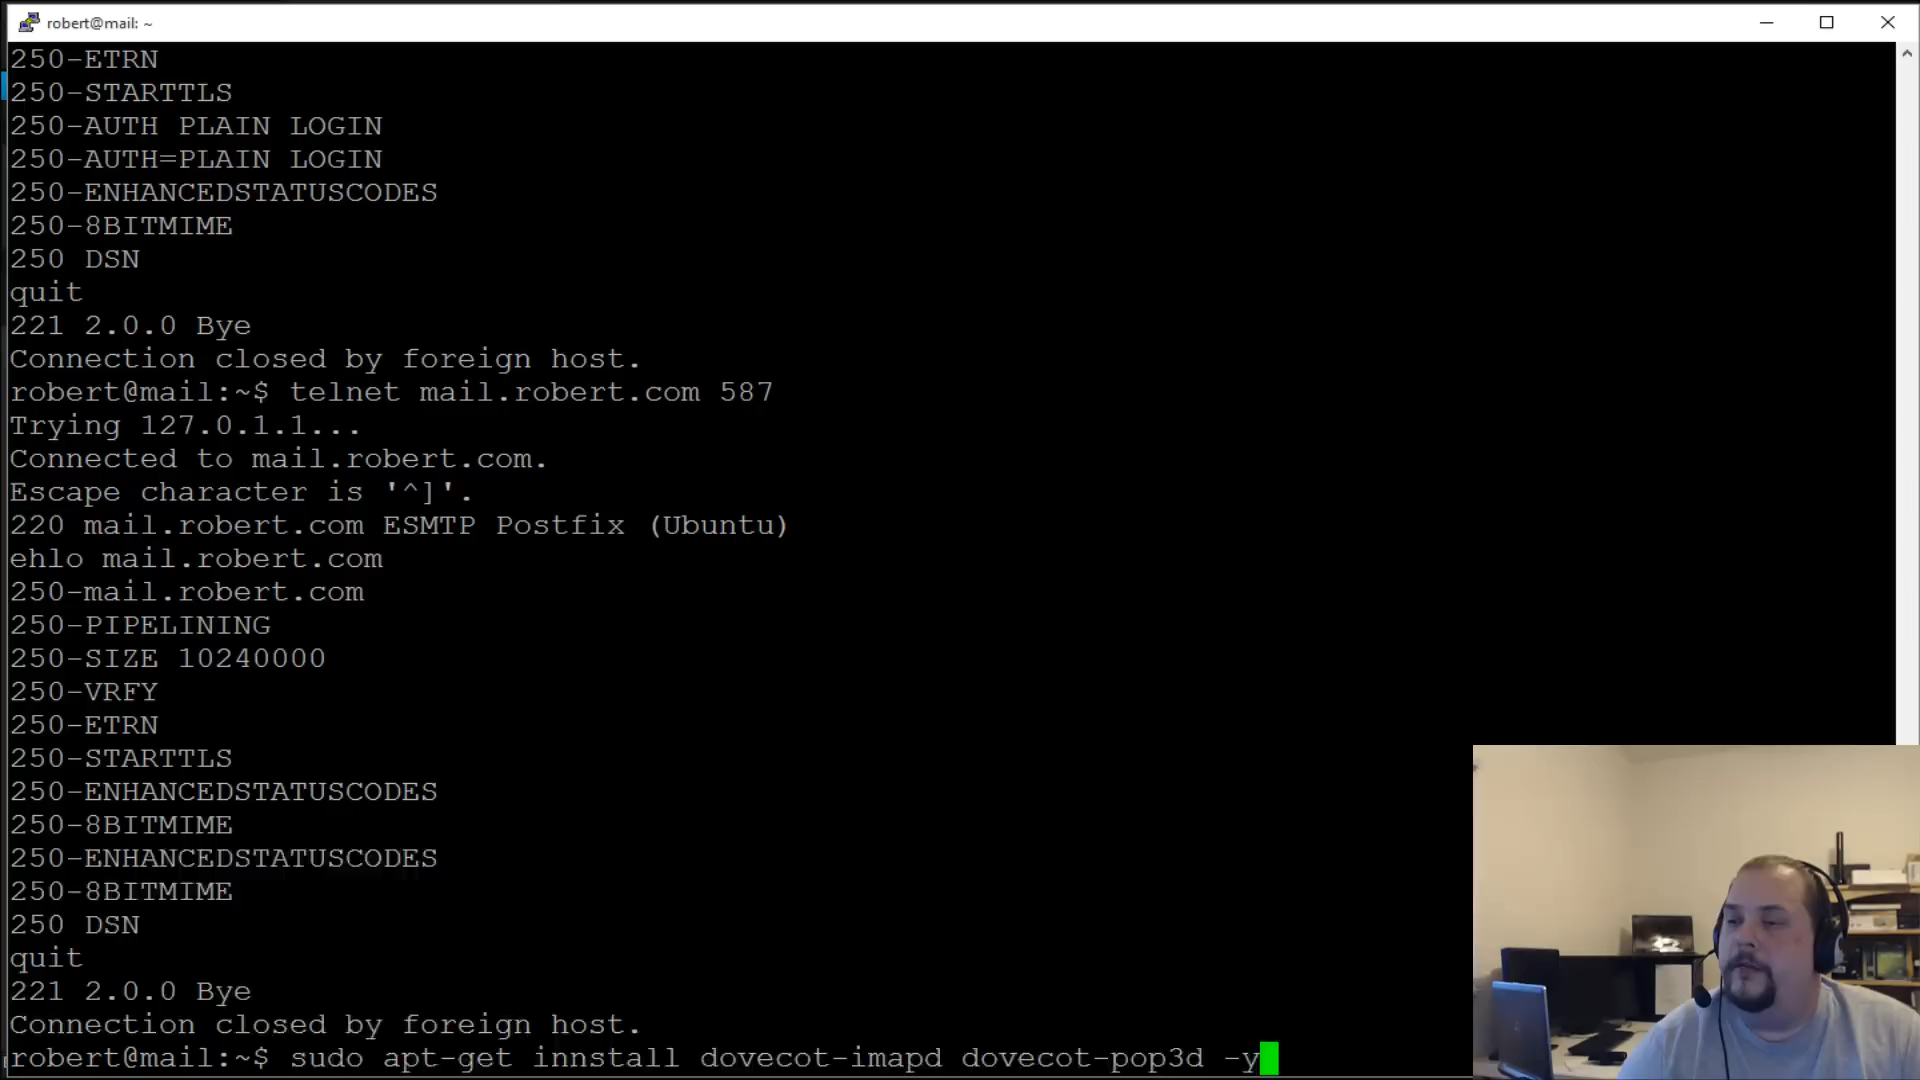 robert@mail: ~
250-ETRN
250-STARTTLS
250-AUTH PLAIN LOGIN
250-AUTH=PLAIN LOGIN
250-ENHANCEDSTATUSCODES
250-8BITMIME
250 DSN
quit
221 2.0.0 Bye
Connection closed by foreign host.
robert@mail:~$ telnet mail.robert.com 587
Trying 127.0.1.1...
Connected to mail.robert.com.
Escape character is '^]'.
220 mail.robert.com ESMTP Postfix (Ubuntu)
ehlo mail.robert.com
250-mail.robert.com
250-PIPELINING
250-SIZE 10240000
250-VRFY
250-ETRN
250-STARTTLS
250-ENHANCEDSTATUSCODES
250-8BITMIME
250-ENHANCEDSTATUSCODES
250-8BITMIME
250 DSN
quit
221 2.0.0 Bye
Connection closed by foreign host.
robert@mail:~$ sudo apt-get innstall dovecot-imapd dovecot-pop3d -y